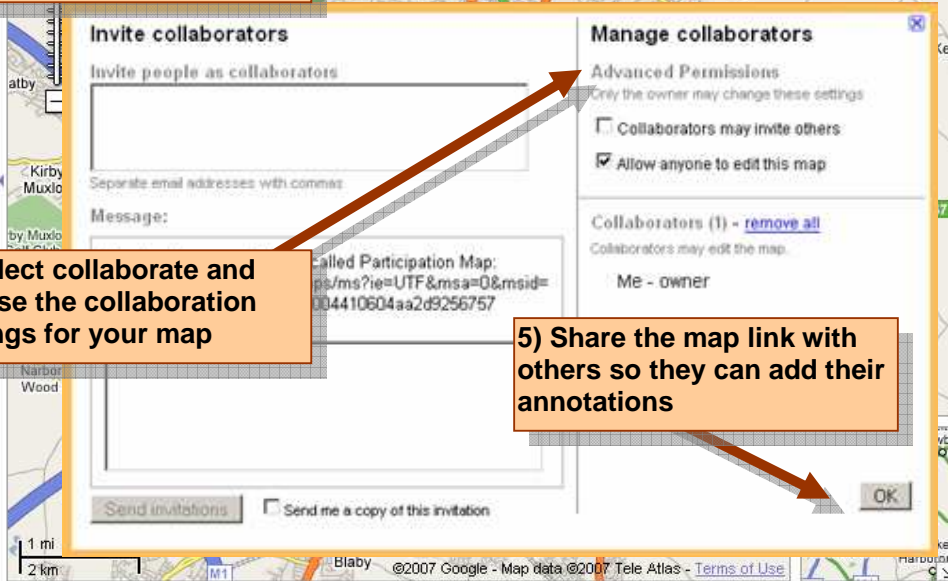 Invite collaborators
Invite people as collaborators
Separate email addresses with commas
Message:
called Participation Map:
ps/ms?ie=UTF&msa=0&msid=
004410604aa2d9256757
Send invitations
Send me a copy of this invitation
Manage collaborators
Advanced Permissions
Only the owner may change these settings
Collaborators may invite others
Allow anyone to edit this map
Collaborators (1) - remove all
Collaborators may edit the map.
Me - owner
OK
lect collaborate and
se the collaboration
ngs for your map
5) Share the map link with
others so they can add their
annotations
atby
Kirby
Muxlo
by Muxlo
Narbor
Wood
1 mi
2 km
M1
Blaby
©2007 Google - Map data ©2007 Tele Atlas - Terms of Use